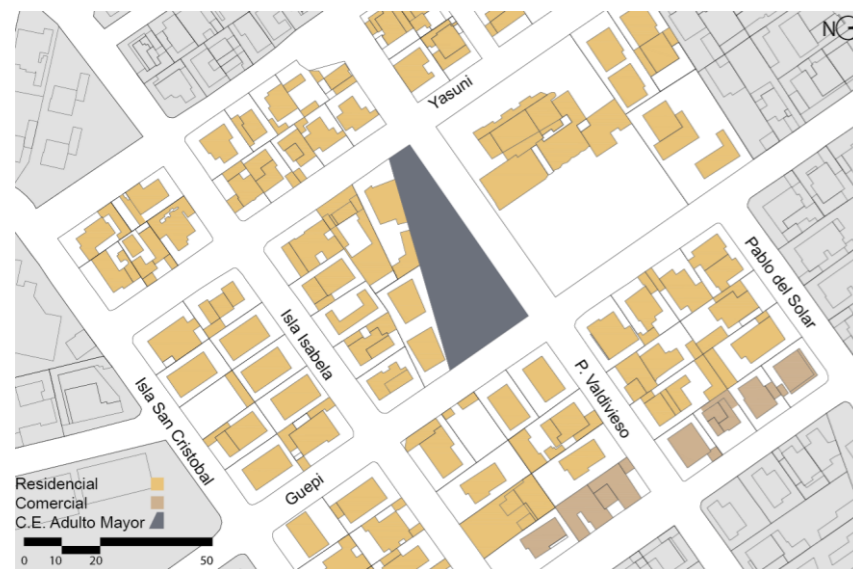 N
Yasuni
Pablo del Solar
Isla Isabela
P. Valdivieso
Isla San Cristobal
Guepi
Residencial
Comercial
C.E. Adulto Mayor
0 10 20 50